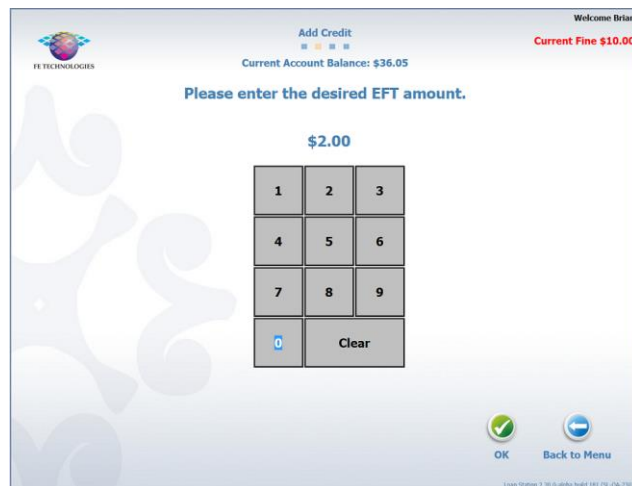 Welcome Brian
Add Credit
Current Fine $10.00
FE TECHNOLOGIES
Current Account Balance: $36.05
Please enter the desired EFT amount.
$2.00
1 2 3
4 5 6
7 8 9
0 Clear
OK Back to Menu